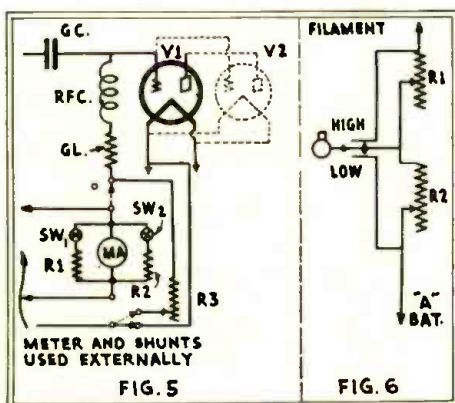 GC.
V1
V2
RFC.
GL.
SW1
SW2
MA
R1
R2
R3
METER AND SHUNTS
USED EXTERNALLY
FIG. 5
FILAMENT
R1
HIGH
LOW
R2
"A"
BAT.
FIG. 6